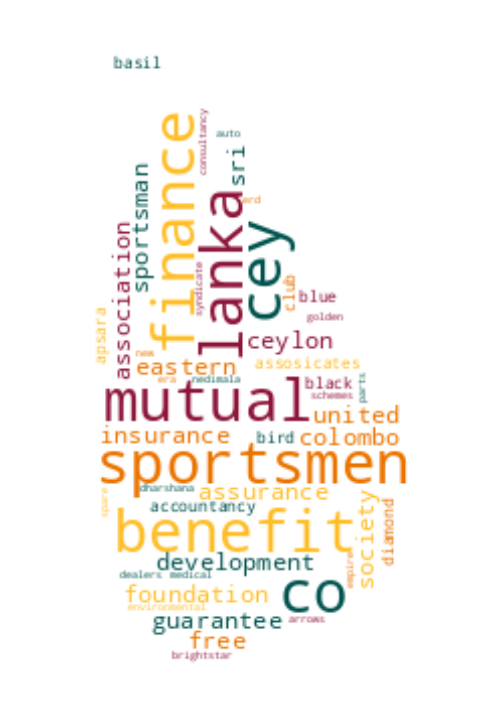 basil
auto
consultancy
finance
sri
sportsman
lanka
erd
cey
association
syndicate
club
blue
golden
apsara
ceylon
new
eastern
assosicates
era
nedimala
black
parts
schemes
mutual
united
insurance
bird
colombo
sportsmen
dharshana
assurance
spare
accountancy
society
diamond
benefit
development
empire
dealers
medical
foundation
co
environmental
guarantee
arrows
free
brightstar